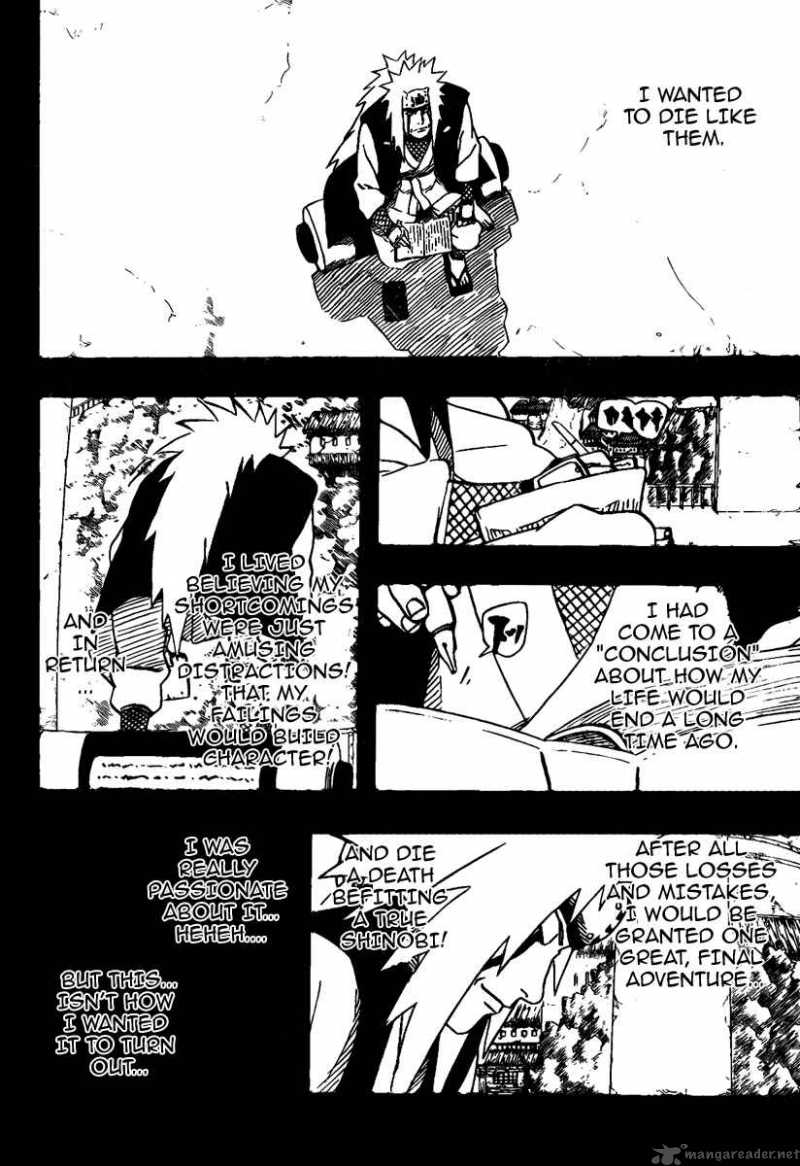 I WANTED
TO DIE LIKE
THEM.
I HAD
COME TO A
"CONCLUSION"
ABOUT HOW MY
LIFE WOULD
END A LONG
TIME AGO.
I LIVED
BELIEVING MY
SHORTCOMINGS
WERE JUST
AMUSING
DISTRACTIONS!
THAT MY
FAILINGS
WOULD BUILD
CHARACTER!
AND
IN
RETURN
...
AFTER ALL
THOSE LOSSES
AND MISTAKES
I WOULD BE
GRANTED ONE
GREAT, FINAL
ADVENTURE...
AND DIE
A DEATH
BEFITTING
A TRUE
SHINOBI!
I WAS
REALLY
PASSIONATE
ABOUT IT...
HEHEH....
BUT THIS...
ISN'T HOW
I WANTED
IT TO TURN
OUT...
mangareader.net